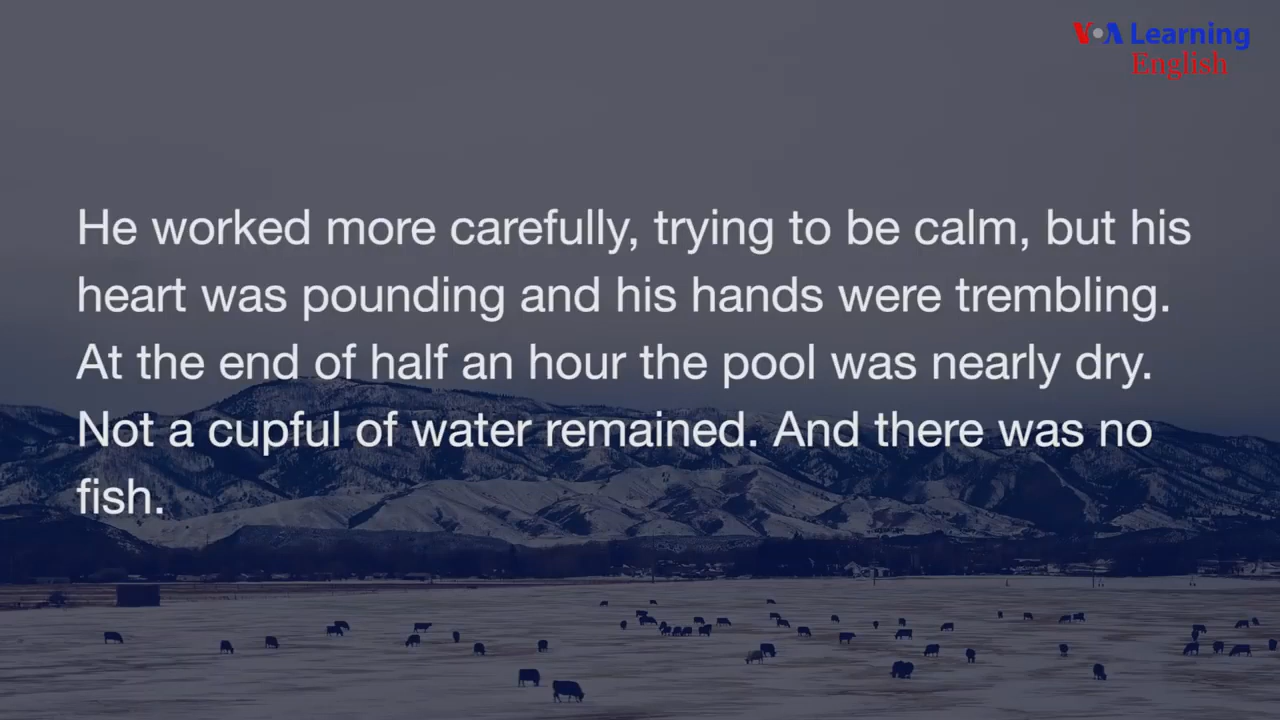 VOA Learning
English
He worked more carefully, trying to be calm, but his
heart was pounding and his hands were trembling.
At the end of half an hour the pool was nearly dry.
Not a cupful of water remained. And there was no
fish.